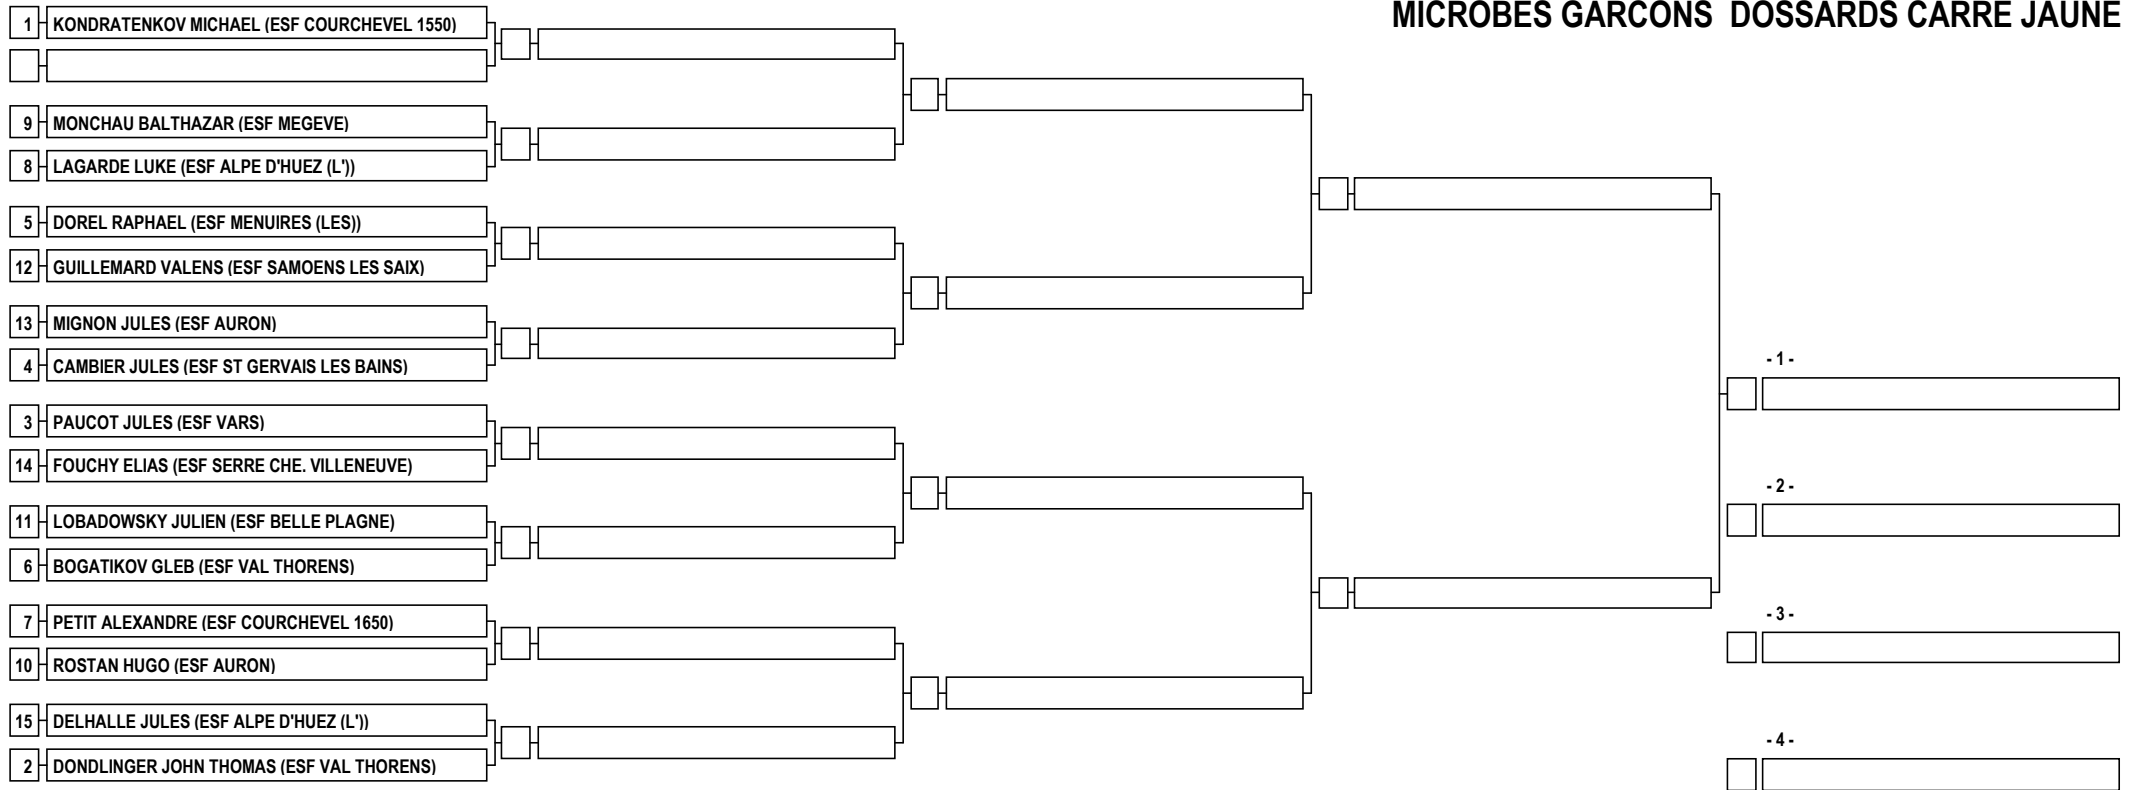 MICROBES GARCONS DOSSARDS CARRE JAUNE
1 KONDRATENKOV MICHAEL (ESF COURCHEVEL 1550)
9 MONCHAU BALTHAZAR (ESF MEGEVE)
8 LAGARDE LUKE (ESF ALPE D'HUEZ (L'))
5 DOREL RAPHAEL (ESF MENUIRES (LES))
12 GUILLEMARD VALENS (ESF SAMOENS LES SAIX)
13 MIGNON JULES (ESF AURON)
4 CAMBIER JULES (ESF ST GERVAIS LES BAINS)
3 PAUCOT JULES (ESF VARS)
14 FOUCHY ELIAS (ESF SERRE CHE. VILLENEUVE)
11 LOBADOWSKY JULIEN (ESF BELLE PLAGNE)
6 BOGATIKOV GLEB (ESF VAL THORENS)
7 PETIT ALEXANDRE (ESF COURCHEVEL 1650)
10 ROSTAN HUGO (ESF AURON)
15 DELHALLE JULES (ESF ALPE D'HUEZ (L'))
2 DONDLINGER JOHN THOMAS (ESF VAL THORENS)
- 1 -
- 2 -
- 3 -
- 4 -